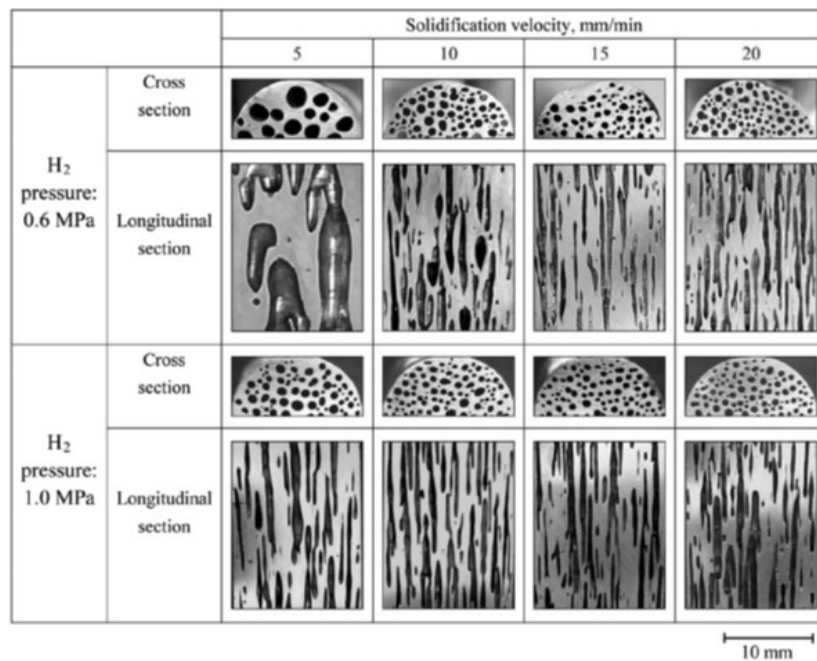 Solidification velocity, mm/min
5 10 15 20
H₂ pressure: 0.6 MPa
Cross section
Longitudinal section
H₂ pressure: 1.0 MPa
Cross section
Longitudinal section
10 mm